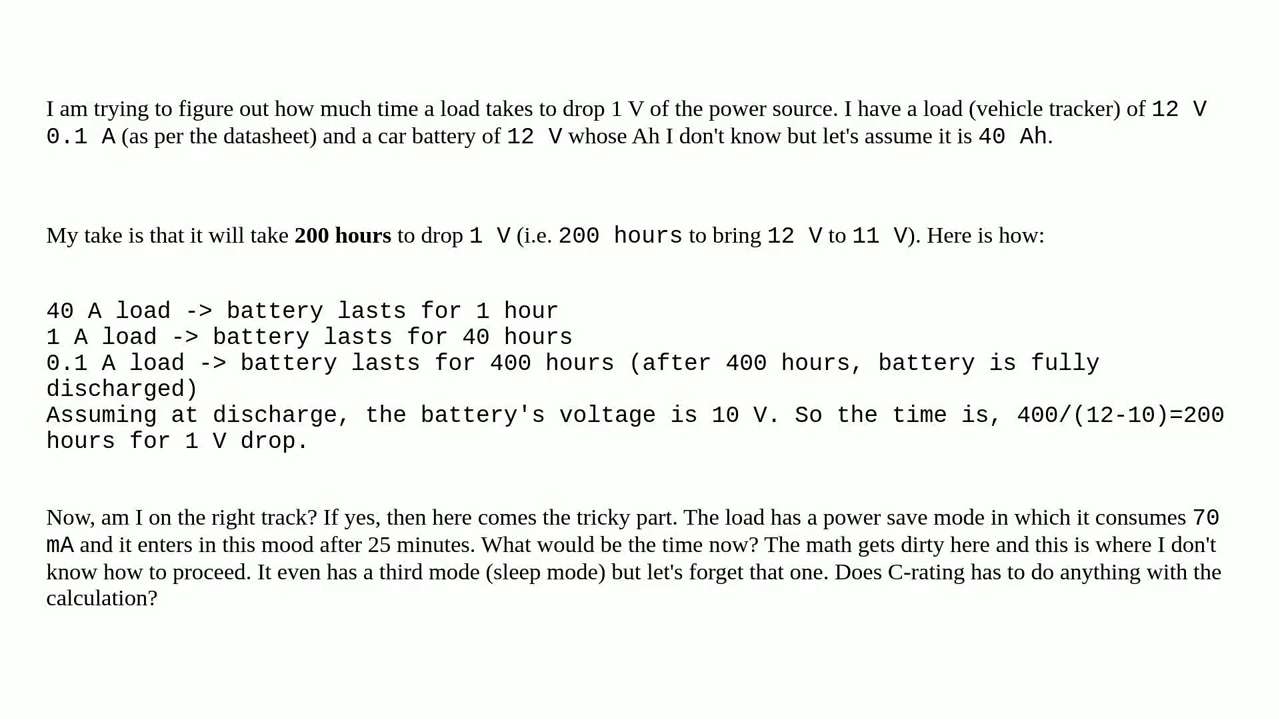 I am trying to figure out how much time a load takes to drop 1 V of the power source. I have a load (vehicle tracker) of 12 V
0.1 A (as per the datasheet) and a car battery of 12 V whose Ah I don't know but let's assume it is 40 Ah.
My take is that it will take 200 hours to drop 1 V (i.e. 200 hours to bring 12 V to 11 V). Here is how:
40 A load -> battery lasts for 1 hour
1 A load -> battery lasts for 40 hours
0.1 A load -> battery lasts for 400 hours (after 400 hours, battery is fully
discharged)
Assuming at discharge, the battery's voltage is 10 V. So the time is, 400/(12-10)=200
hours for 1 V drop.
Now, am I on the right track? If yes, then here comes the tricky part. The load has a power save mode in which it consumes 70
mA and it enters in this mood after 25 minutes. What would be the time now? The math gets dirty here and this is where I don't
know how to proceed. It even has a third mode (sleep mode) but let's forget that one. Does C-rating has to do anything with the
calculation?